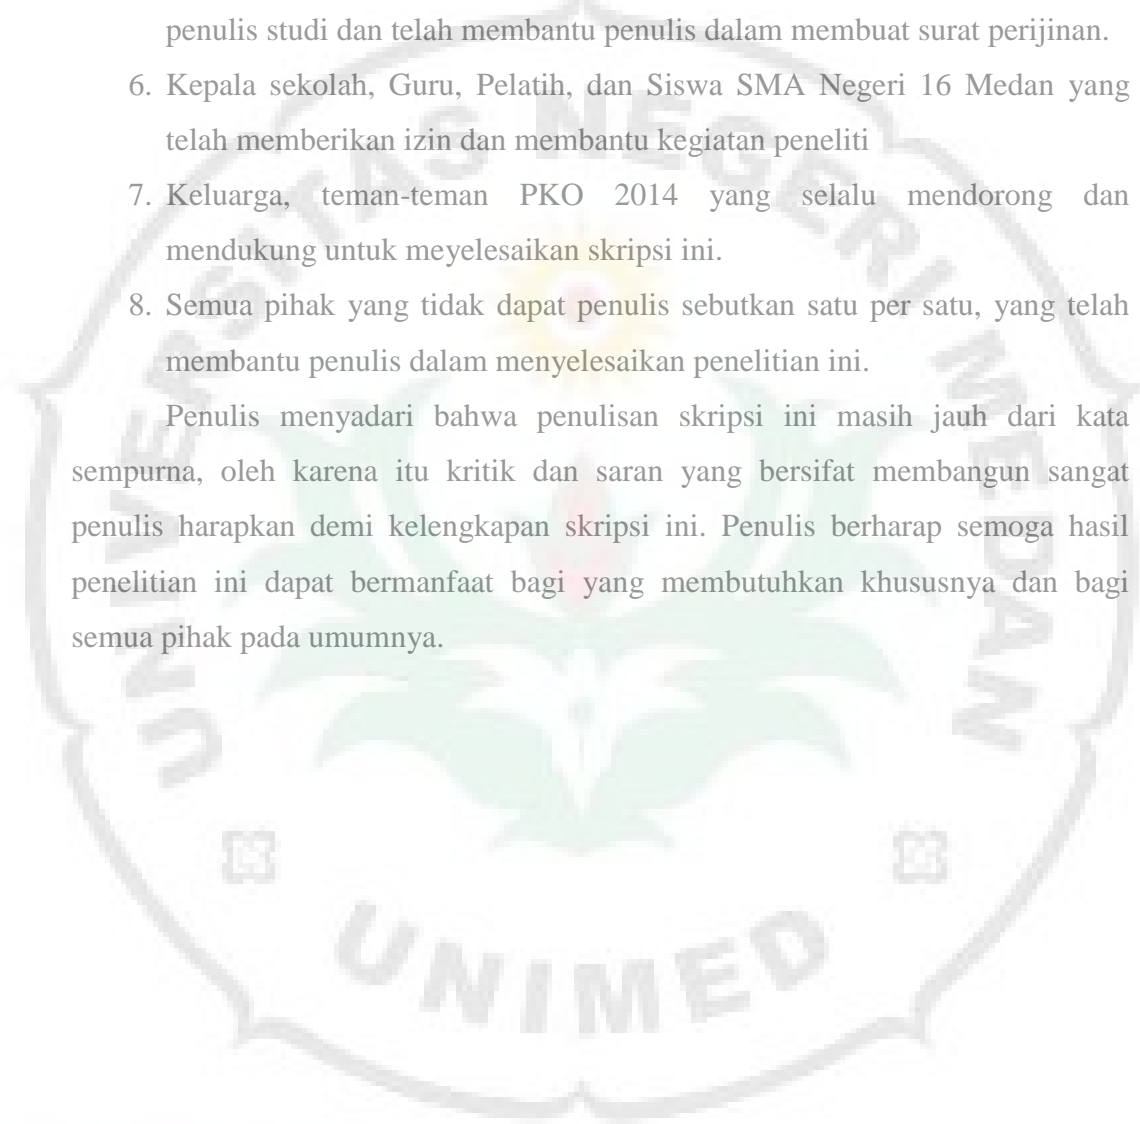 penulis studi dan telah membantu penulis dalam membuat surat perijinan.
6. Kepala sekolah, Guru, Pelatih, dan Siswa SMA Negeri 16 Medan yang
telah memberikan izin dan membantu kegiatan peneliti
7. Keluarga, teman-teman PKO 2014 yang selalu mendorong dan
mendukung untuk meyelesaikan skripsi ini.
8. Semua pihak yang tidak dapat penulis sebutkan satu per satu, yang telah
membantu penulis dalam menyelesaikan penelitian ini.
Penulis menyadari bahwa penulisan skripsi ini masih jauh dari kata
sempurna, oleh karena itu kritik dan saran yang bersifat membangun sangat
penulis harapkan demi kelengkapan skripsi ini. Penulis berharap semoga hasil
penelitian ini dapat bermanfaat bagi yang membutuhkan khususnya dan bagi
semua pihak pada umumnya.
UNIVERSITAS NEGERI MEDAN
UNIMED